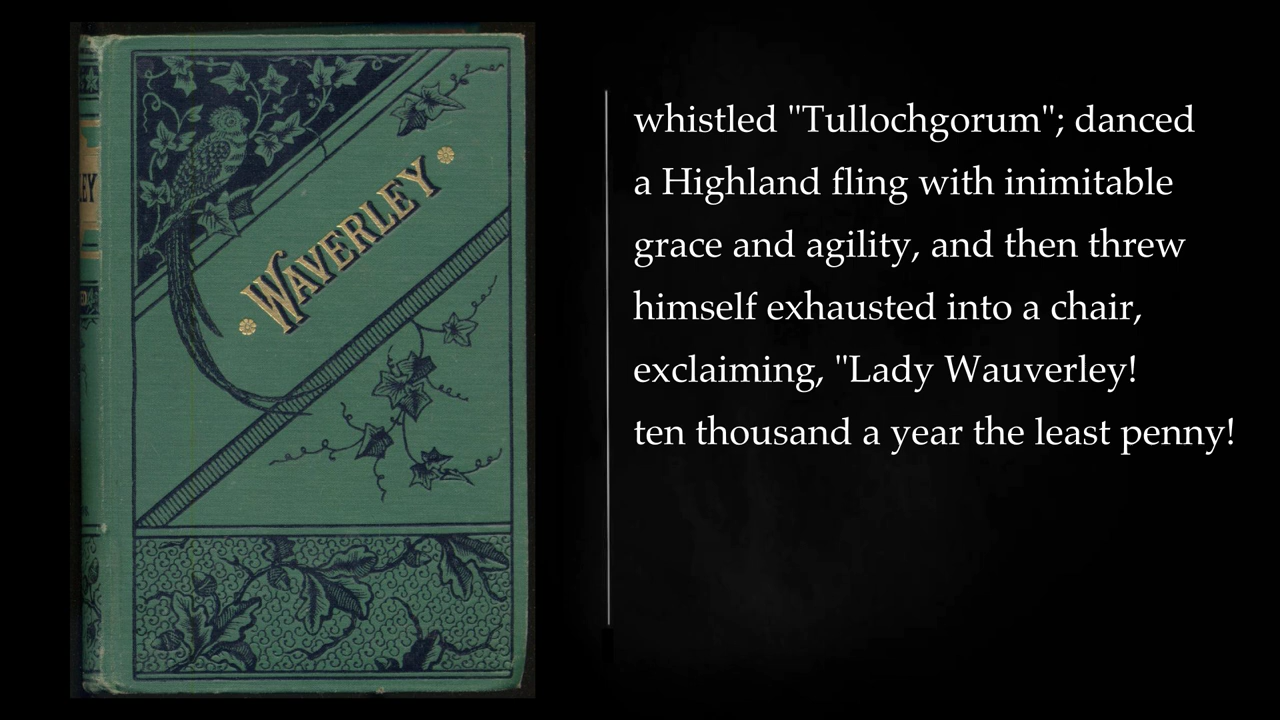 WAVERLEY
EY
whistled "Tullochgorum"; danced
a Highland fling with inimitable
grace and agility, and then threw
himself exhausted into a chair,
exclaiming, "Lady Wauverley!
ten thousand a year the least penny!